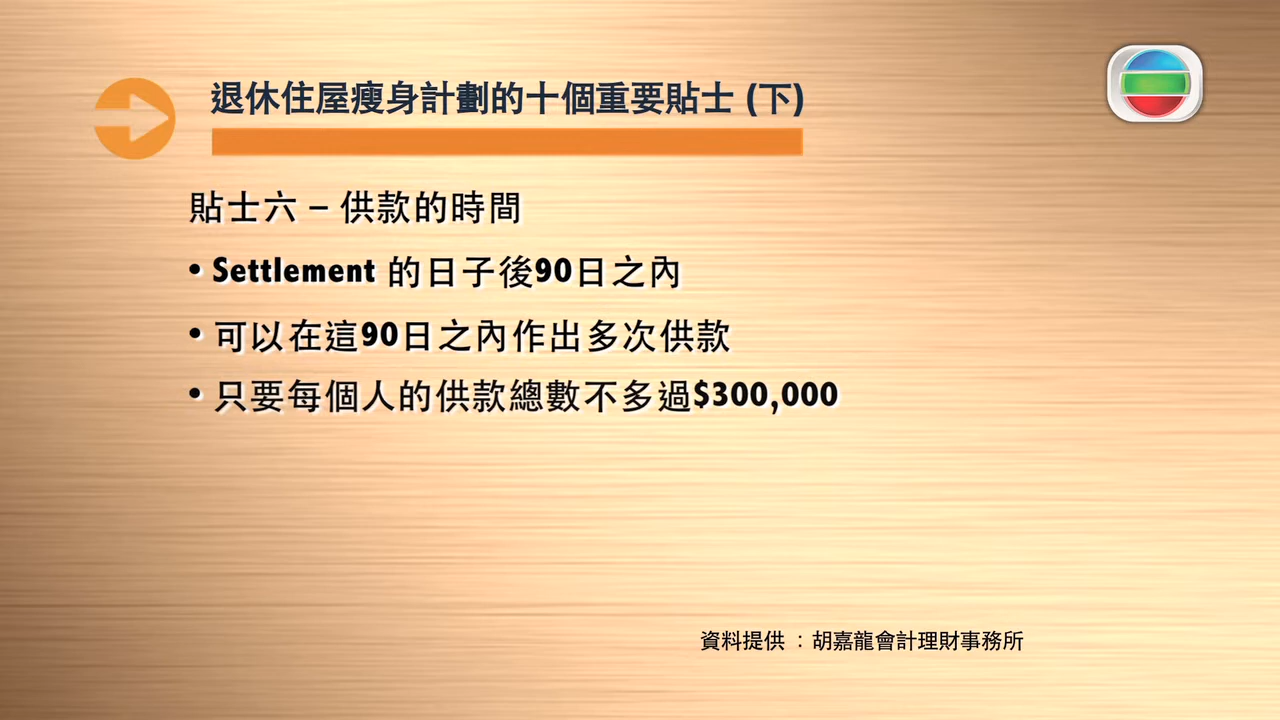 退休住屋瘦身計劃的十個重要貼士 (下)
貼士六 – 供款的時間
• Settlement 的日子後90日之內
• 可以在這90日之內作出多次供款
• 只要每個人的供款總數不多過$300,000
資料提供 ：胡嘉龍會計理財事務所